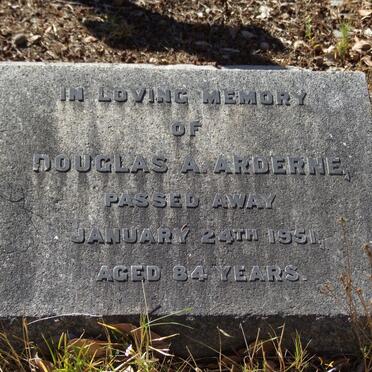 IN LOVING MEMORY
OF
DOUGLAS A. ARDERNE,
PASSED AWAY
JANUARY 24TH 1951,
AGED 84 YEARS.